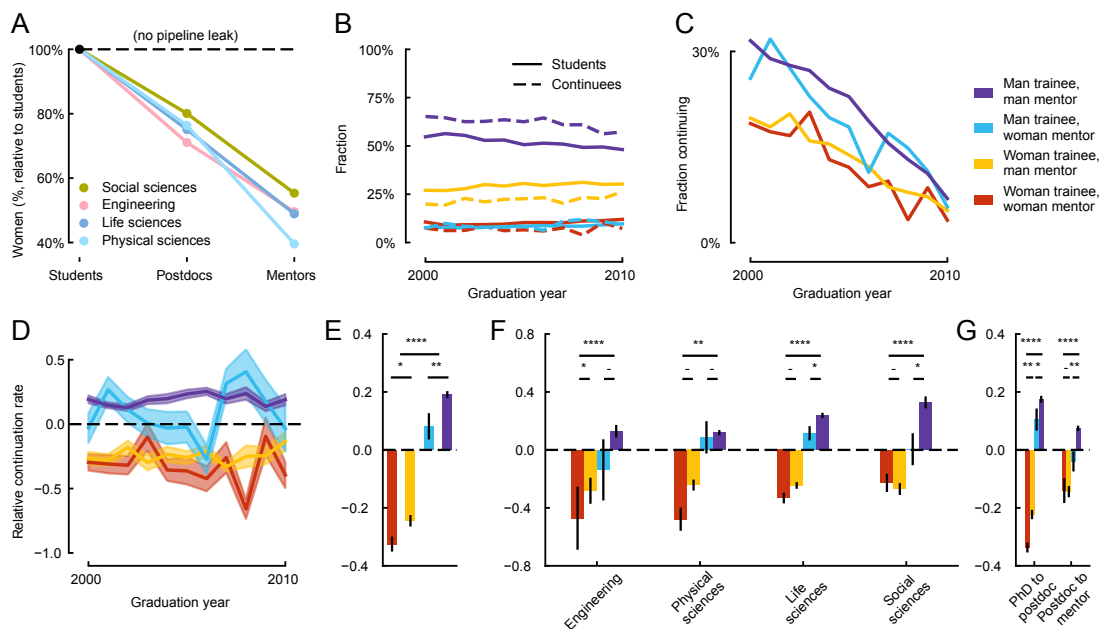 A
(no pipeline leak)
100%
80%
60%
40%
Women (%, relative to students)
Social sciences
Engineering
Life sciences
Physical sciences
Students
Postdocs
Mentors
B
100%
75%
50%
25%
0%
Fraction
Students
Continuees
2000
2010
Graduation year
C
30%
0%
Fraction continuing
2000
2010
Graduation year
Man trainee,
man mentor
Man trainee,
woman mentor
Woman trainee,
man mentor
Woman trainee,
woman mentor
D
0.5
0.0
−0.5
−1.0
Relative continuation rate
2000
2010
Graduation year
E
0.4
0.2
0.0
−0.2
−0.4
****
* **
F
0.8
0.4
0.0
−0.4
−0.8
**** ** **** ****
* - - - - * - *
Engineering
Physical
sciences
Life
sciences
Social
sciences
G
0.4
0.2
0.0
−0.2
−0.4
**** ****
** * - **
PhD to
postdoc
Postdoc to
mentor